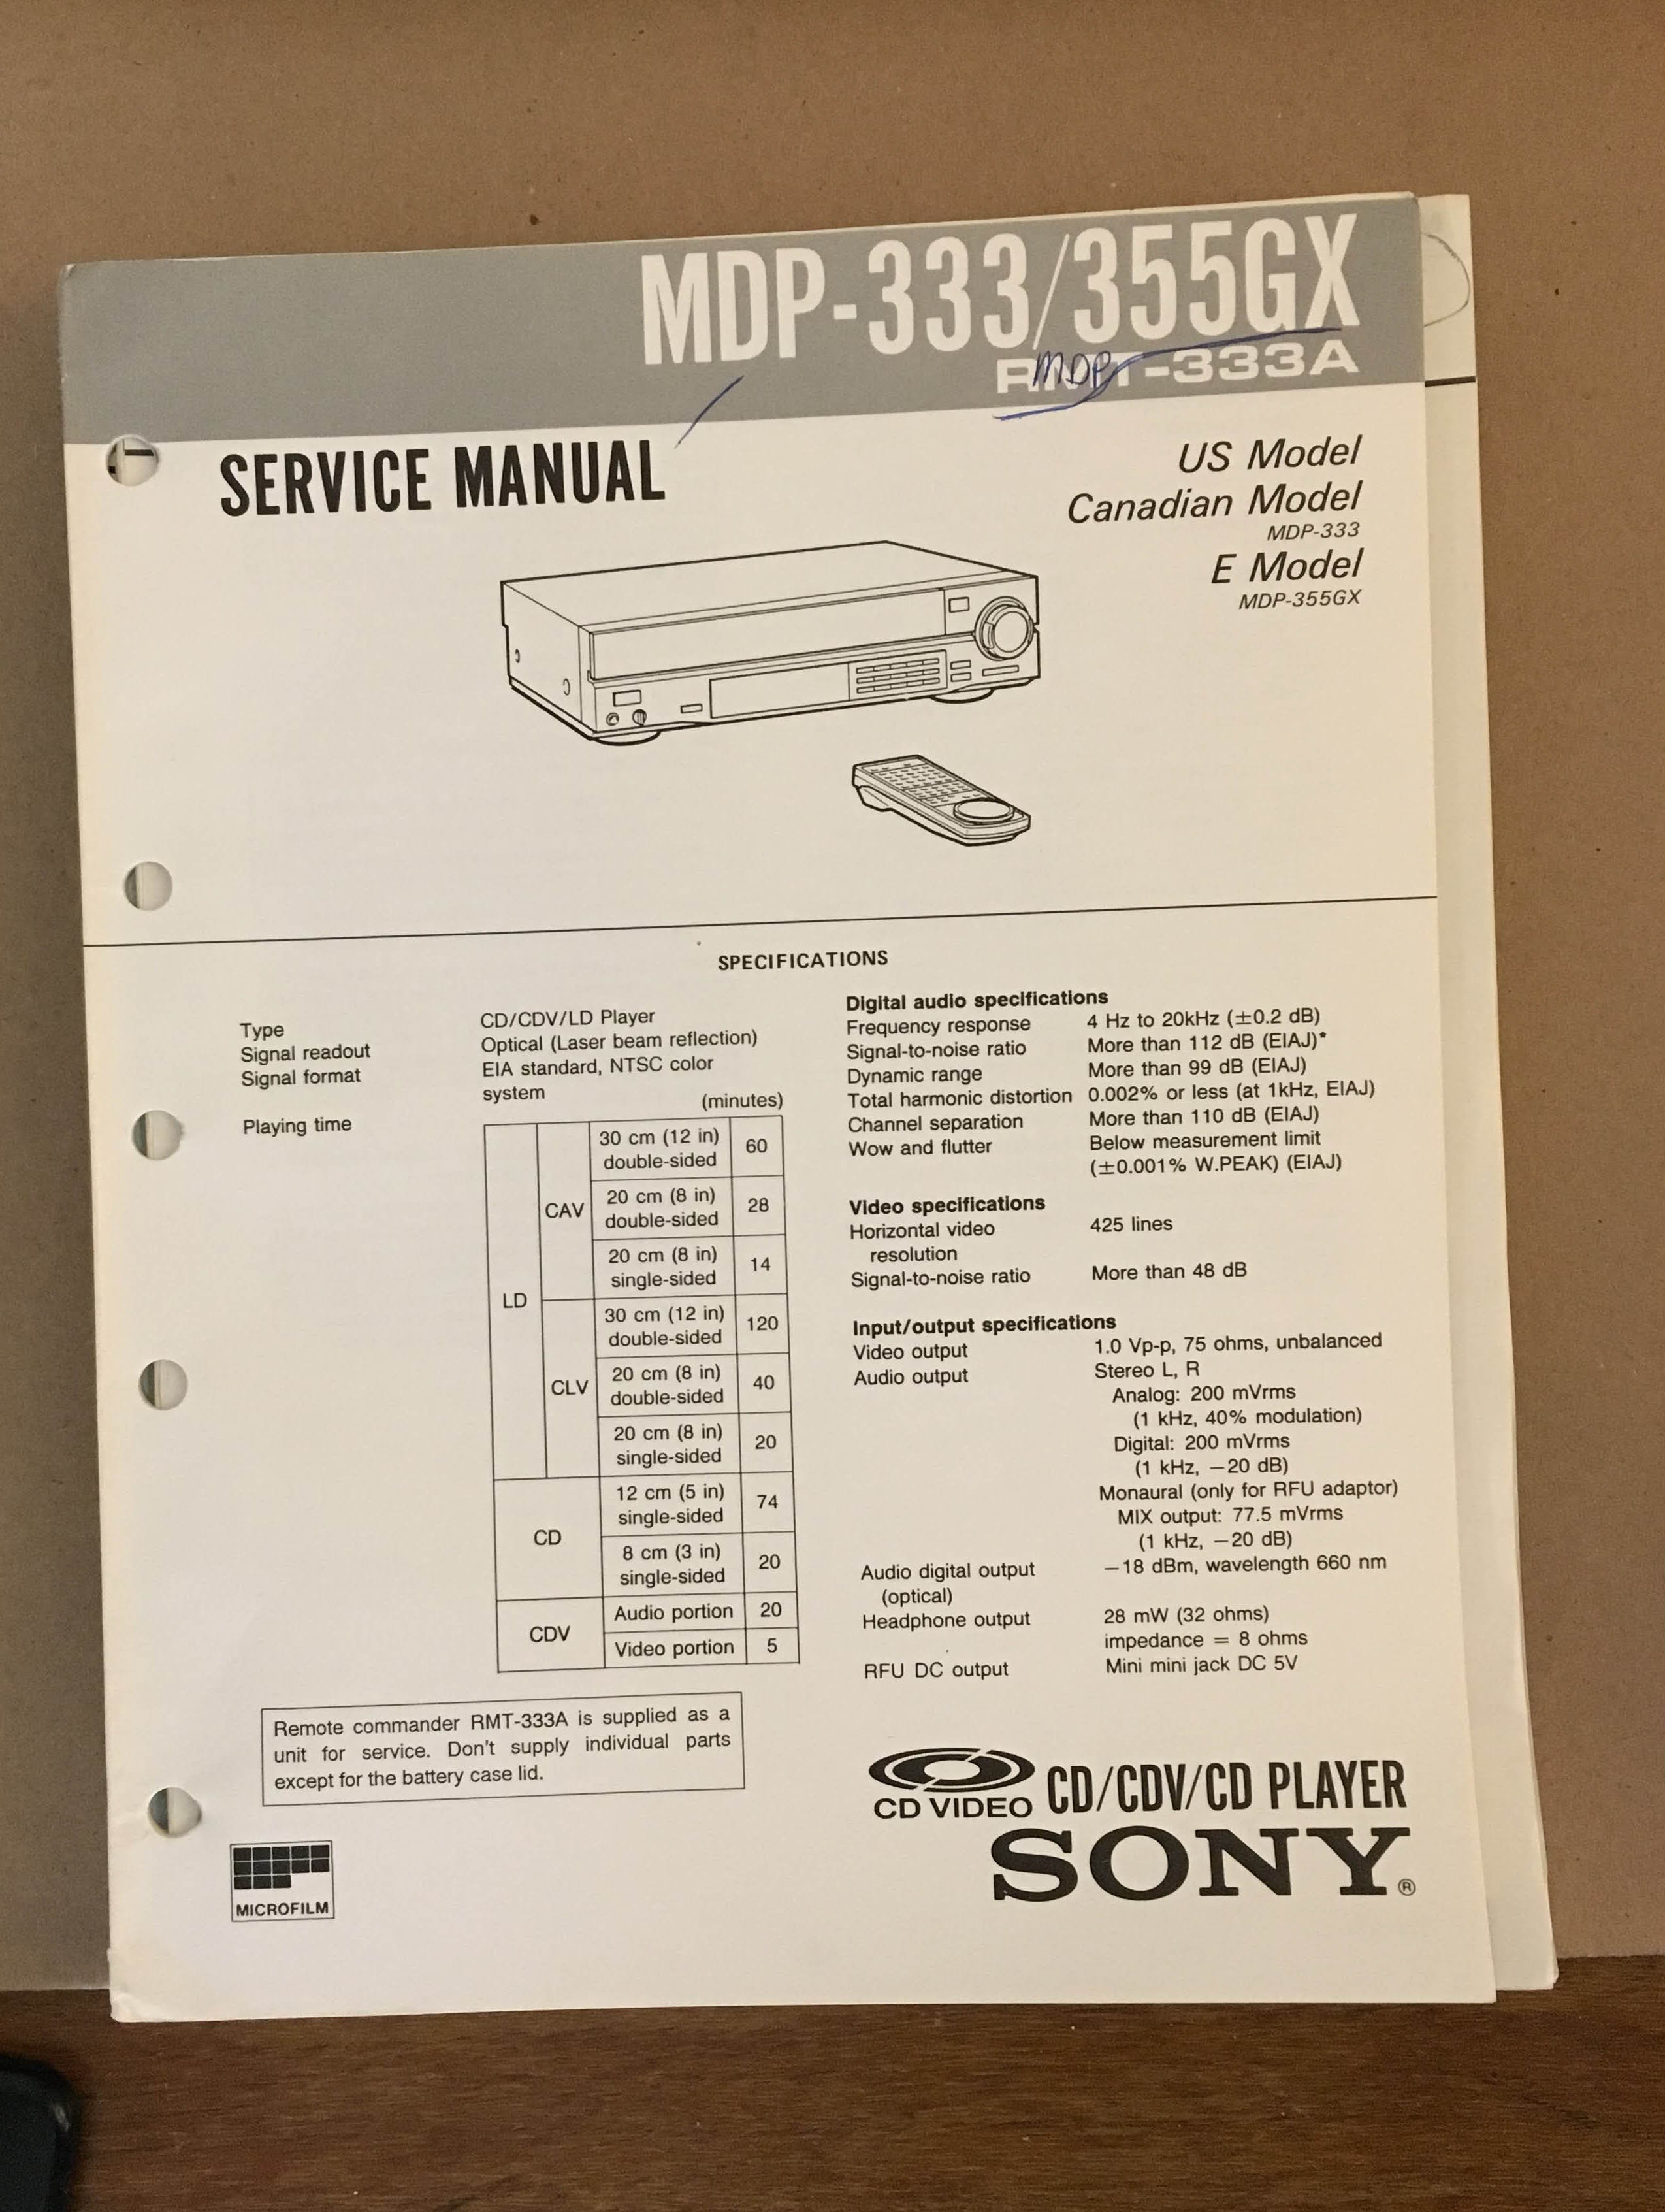 MDP-333/355GX
RMT-333A
MDP
SERVICE MANUAL
US Model
Canadian Model
MDP-333
E Model
MDP-355GX
SPECIFICATIONS
Type CD/CDV/LD Player
Signal readout Optical (Laser beam reflection)
Signal format EIA standard, NTSC color
system
(minutes)
Playing time
LD
CAV
30 cm (12 in)
double-sided
60
20 cm (8 in)
double-sided
28
20 cm (8 in)
single-sided
14
CLV
30 cm (12 in)
double-sided
120
20 cm (8 in)
double-sided
40
20 cm (8 in)
single-sided
20
CD
12 cm (5 in)
single-sided
74
8 cm (3 in)
single-sided
20
CDV
Audio portion 20
Video portion 5
Remote commander RMT-333A is supplied as a
unit for service. Don't supply individual parts
except for the battery case lid.
MICROFILM
Digital audio specifications
Frequency response 4 Hz to 20kHz (±0.2 dB)
Signal-to-noise ratio More than 112 dB (EIAJ)*
Dynamic range More than 99 dB (EIAJ)
Total harmonic distortion 0.002% or less (at 1kHz, EIAJ)
Channel separation More than 110 dB (EIAJ)
Wow and flutter Below measurement limit
(±0.001% W.PEAK) (EIAJ)
Video specifications
Horizontal video 425 lines
resolution
Signal-to-noise ratio More than 48 dB
Input/output specifications
Video output 1.0 Vp-p, 75 ohms, unbalanced
Audio output Stereo L, R
Analog: 200 mVrms
(1 kHz, 40% modulation)
Digital: 200 mVrms
(1 kHz, −20 dB)
Monaural (only for RFU adaptor)
MIX output: 77.5 mVrms
(1 kHz, −20 dB)
Audio digital output −18 dBm, wavelength 660 nm
(optical)
Headphone output 28 mW (32 ohms)
impedance = 8 ohms
RFU DC output Mini mini jack DC 5V
CD VIDEO CD/CDV/CD PLAYER
SONY®